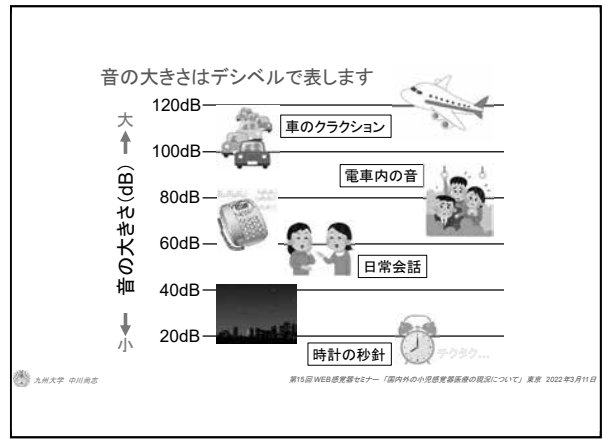 音の大きさはデシベルで表します
120dB
大
車のクラクション
100dB
電車内の音
音の大きさ(dB)
80dB
60dB
日常会話
40dB
20dB
小
時計の秒針
チクタク…
九州大学 中川尚志
第15回 WEB感覚器セミナー「国内外の小児感覚器医療の現況について」東京 2022年3月11日